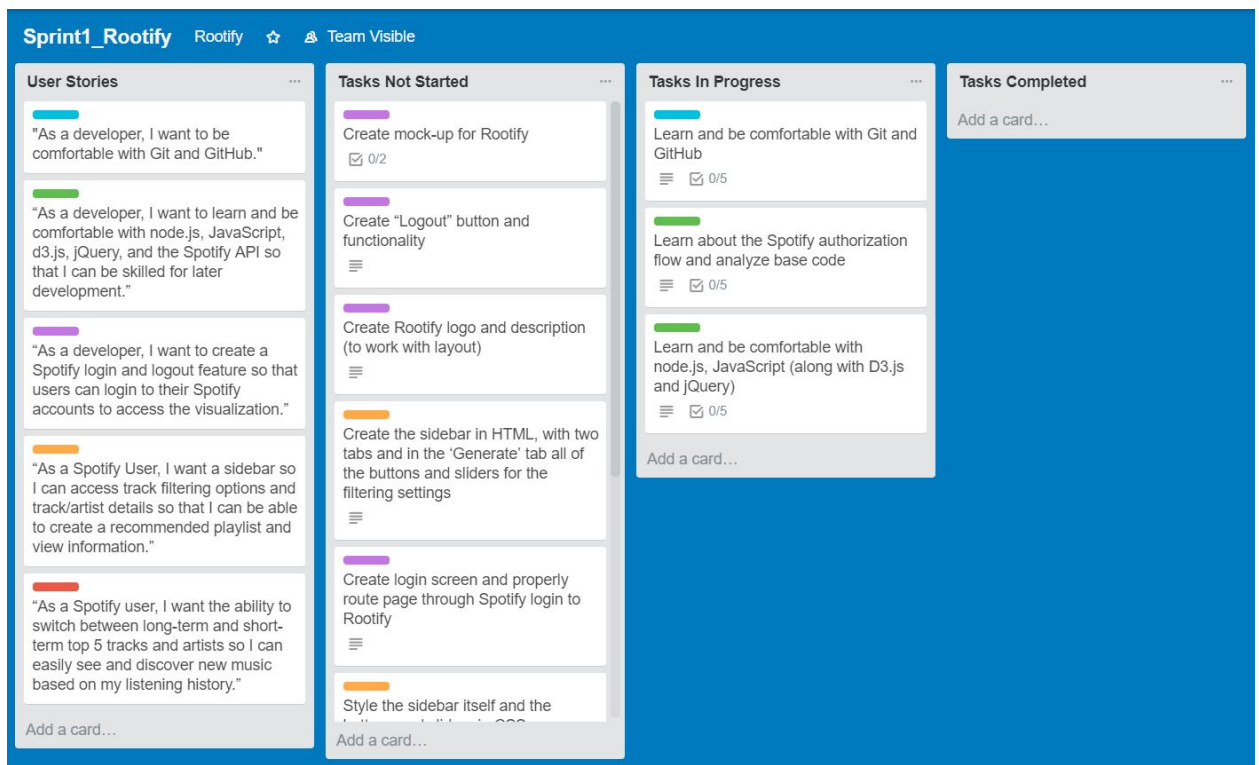 Sprint1_Rootify Rootify Team Visible
User Stories
"As a developer, I want to be
comfortable with Git and GitHub."
“As a developer, I want to learn and be
comfortable with node.js, JavaScript,
d3.js, jQuery, and the Spotify API so
that I can be skilled for later
development.”
“As a developer, I want to create a
Spotify login and logout feature so that
users can login to their Spotify
accounts to access the visualization.”
“As a Spotify User, I want a sidebar so
I can access track filtering options and
track/artist details so that I can be able
to create a recommended playlist and
view information.”
“As a Spotify user, I want the ability to
switch between long-term and short-
term top 5 tracks and artists so I can
easily see and discover new music
based on my listening history.”
Add a card…
Tasks Not Started
Create mock-up for Rootify
0/2
Create “Logout” button and
functionality
Create Rootify logo and description
(to work with layout)
Create the sidebar in HTML, with two
tabs and in the ‘Generate’ tab all of
the buttons and sliders for the
filtering settings
Create login screen and properly
route page through Spotify login to
Rootify
Style the sidebar itself and the
Add a card…
Tasks In Progress
Learn and be comfortable with Git and
GitHub
0/5
Learn about the Spotify authorization
flow and analyze base code
0/5
Learn and be comfortable with
node.js, JavaScript (along with D3.js
and jQuery)
0/5
Add a card…
Tasks Completed
Add a card…